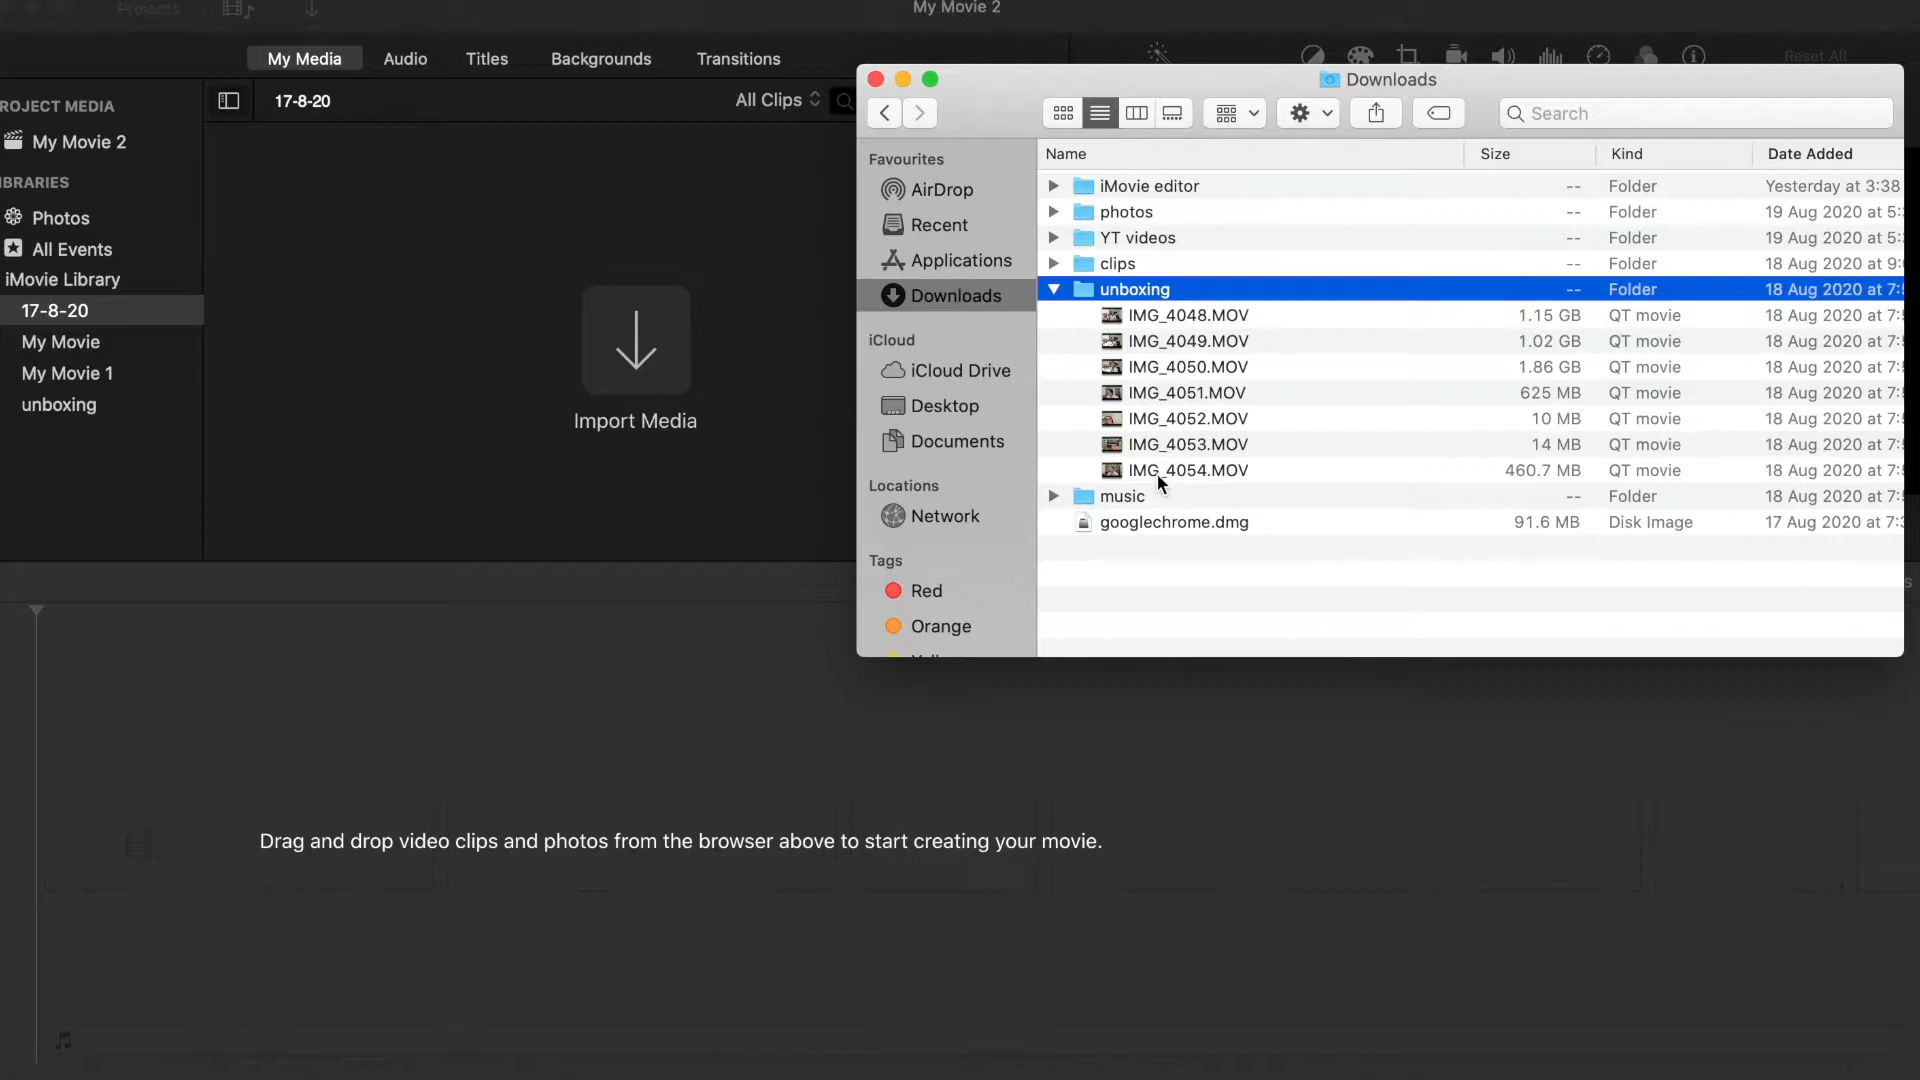 Projects
My Movie 2
My Media Audio Titles Backgrounds Transitions
Reset All
ROJECT MEDIA
My Movie 2
IBRARIES
Photos
All Events
iMovie Library
17-8-20
My Movie
My Movie 1
unboxing
17-8-20
All Clips
Import Media
Downloads
Search
Favourites
AirDrop
Recent
Applications
Downloads
iCloud
iCloud Drive
Desktop
Documents
Locations
Network
Tags
Red
Orange
Name Size Kind Date Added
iMovie editor -- Folder Yesterday at 3:38
photos -- Folder 19 Aug 2020 at 5:
YT videos -- Folder 19 Aug 2020 at 5:
clips -- Folder 18 Aug 2020 at 9:
unboxing -- Folder 18 Aug 2020 at 7:
IMG_4048.MOV 1.15 GB QT movie 18 Aug 2020 at 7:
IMG_4049.MOV 1.02 GB QT movie 18 Aug 2020 at 7:
IMG_4050.MOV 1.86 GB QT movie 18 Aug 2020 at 7:
IMG_4051.MOV 625 MB QT movie 18 Aug 2020 at 7:
IMG_4052.MOV 10 MB QT movie 18 Aug 2020 at 7:
IMG_4053.MOV 14 MB QT movie 18 Aug 2020 at 7:
IMG_4054.MOV 460.7 MB QT movie 18 Aug 2020 at 7:
music -- Folder 18 Aug 2020 at 7:
googlechrome.dmg 91.6 MB Disk Image 17 Aug 2020 at 7:
Drag and drop video clips and photos from the browser above to start creating your movie.